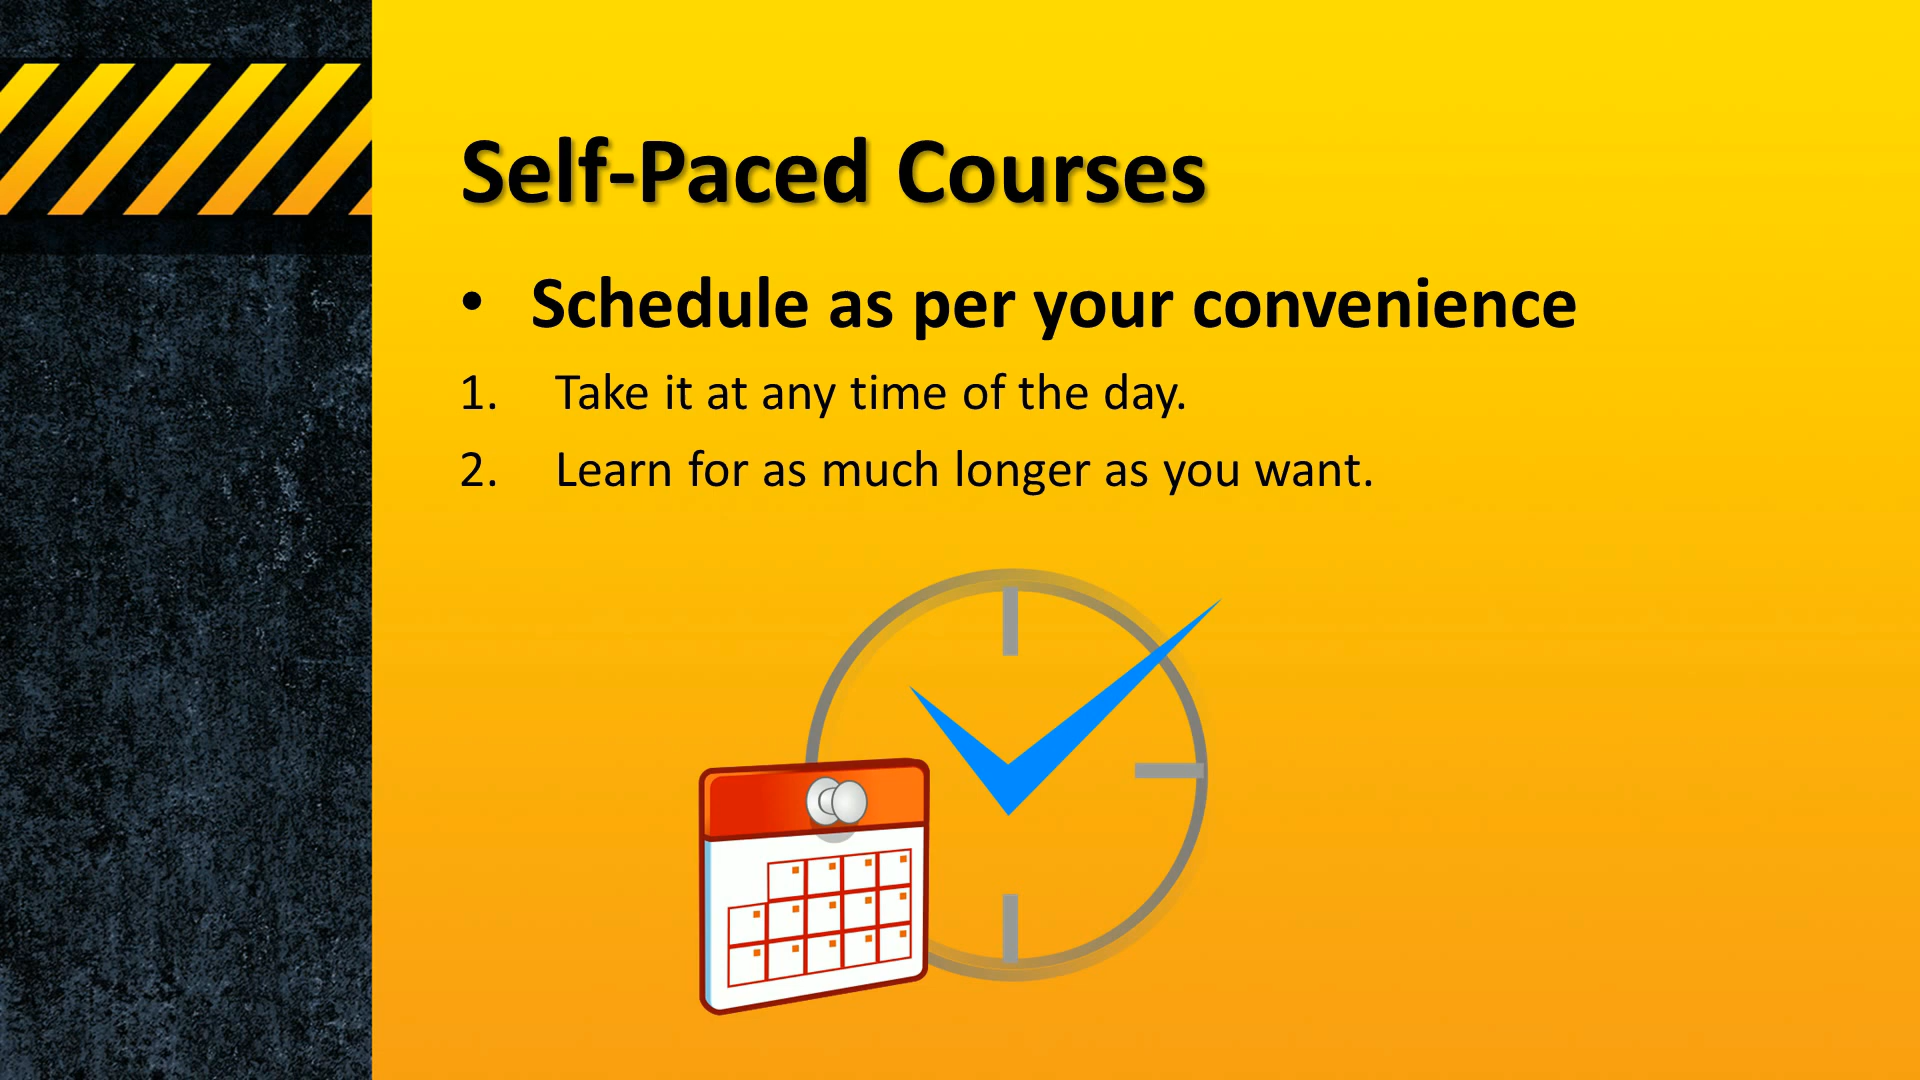 Self-Paced Courses
• Schedule as per your convenience
1. Take it at any time of the day.
2. Learn for as much longer as you want.